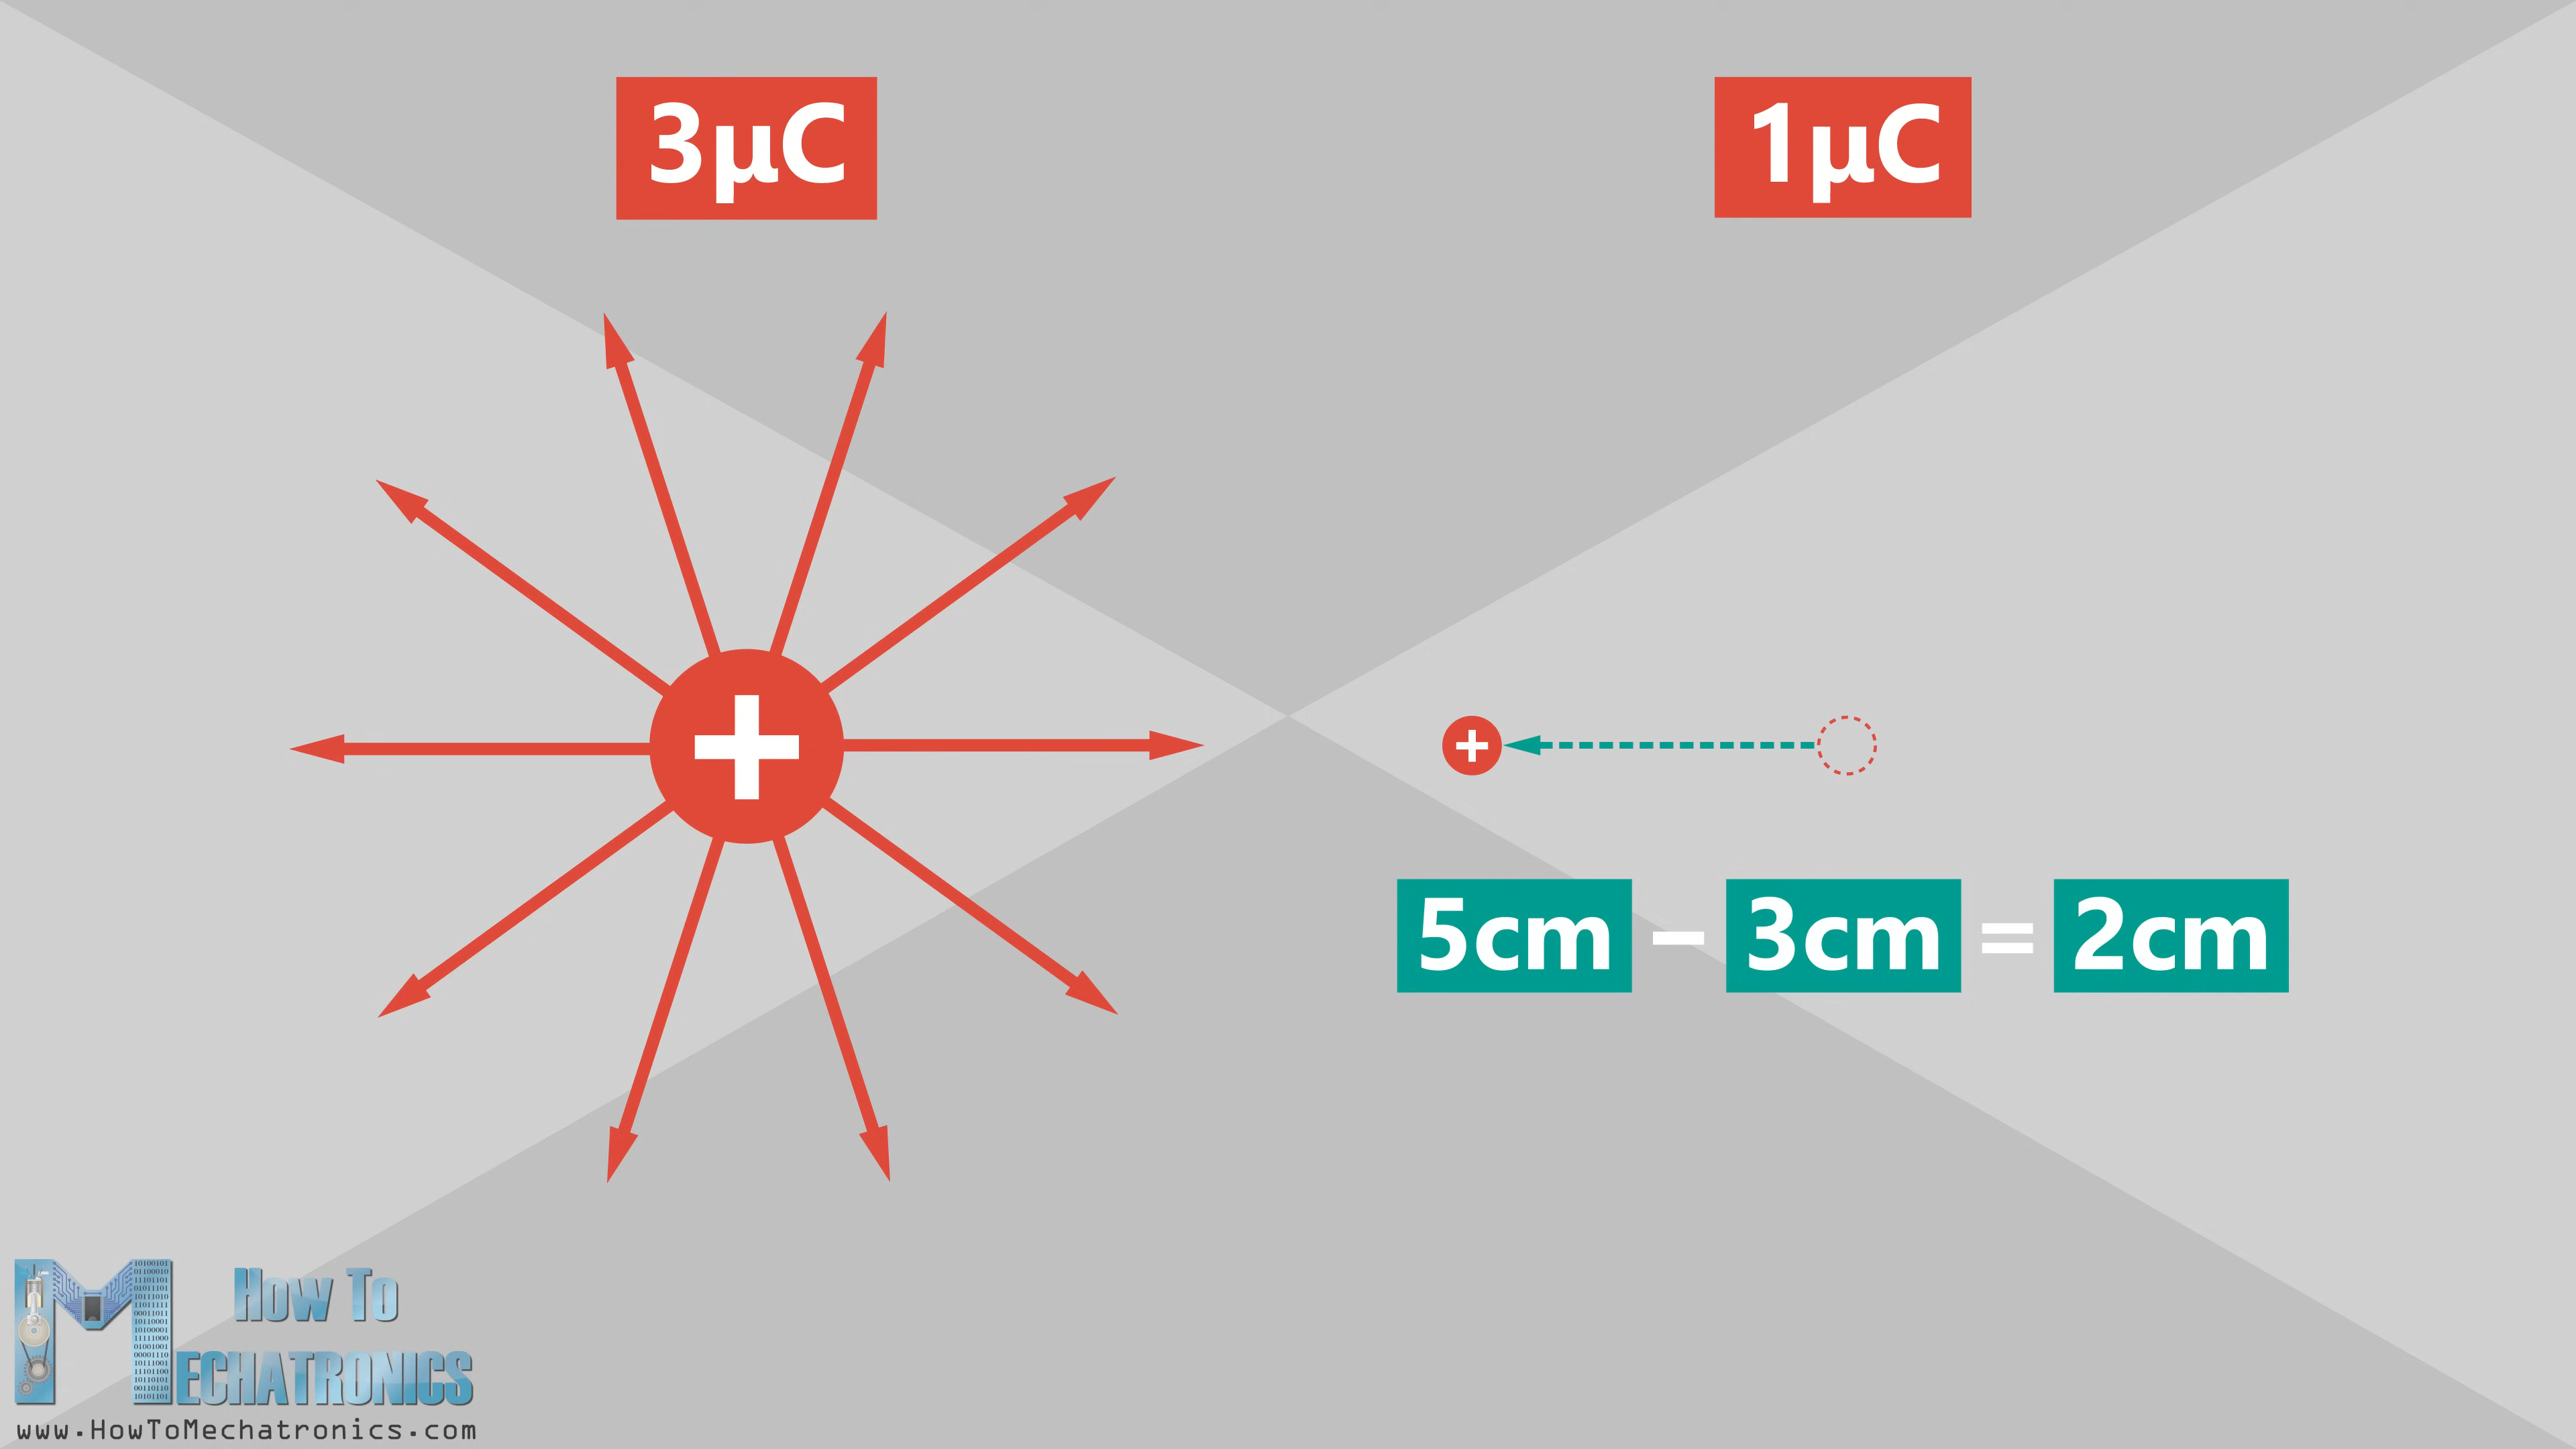 3µC
1µC
5cm – 3cm = 2cm
How To
MECHATRONICS
www.HowToMechatronics.com